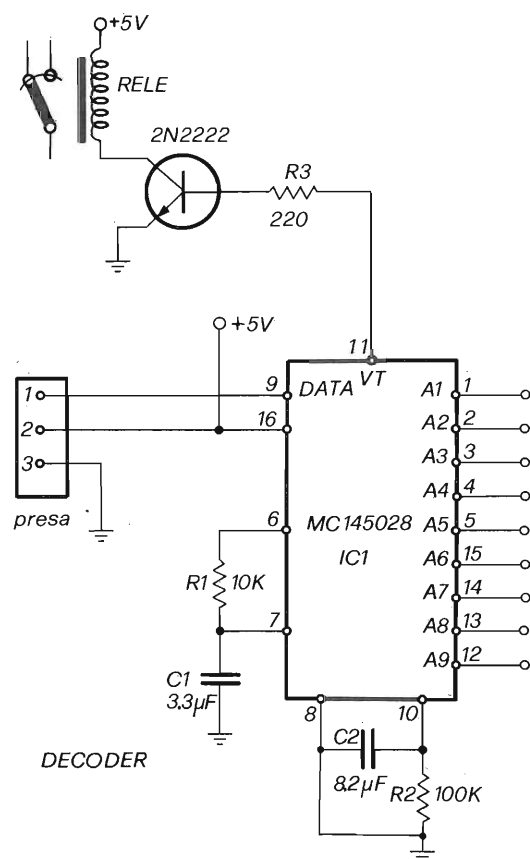 +5V
RELE
2N2222
R3
220
+5V
11
VT
1
2
3
presa
9 DATA
16
6
7
R1 10K
C1
3.3µF
MC145028
IC1
A1 1
A2 2
A3 3
A4 4
A5 5
A6 15
A7 14
A8 13
A9 12
8
10
C2
8.2µF
R2 100K
DECODER